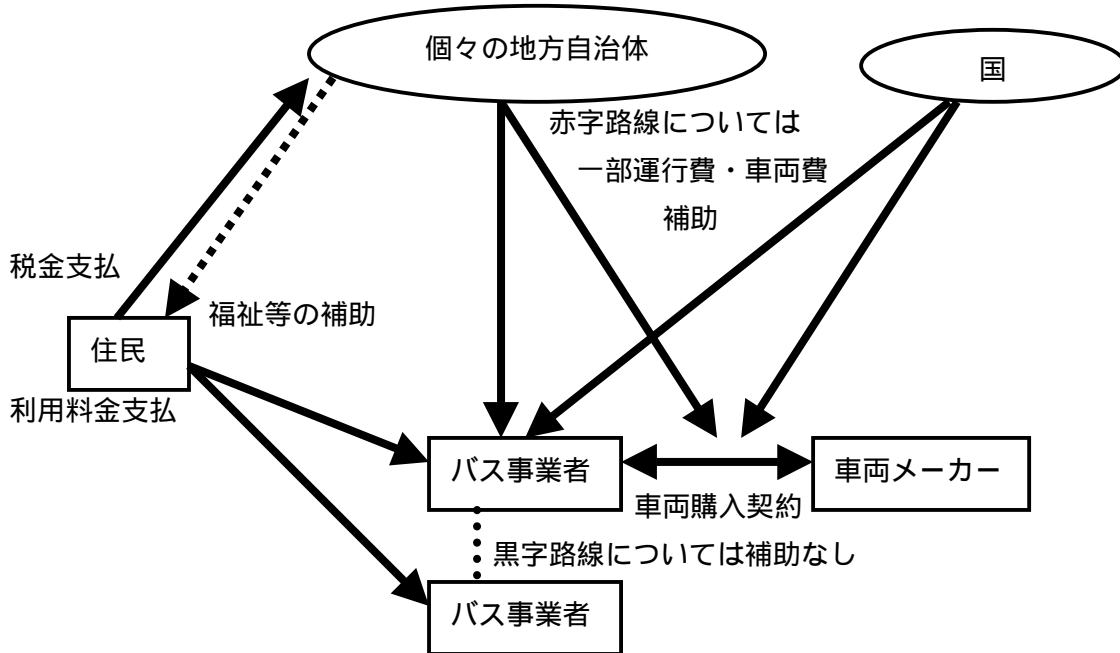 個々の地方自治体
国
赤字路線については
一部運行費・車両費
補助
税金支払
福祉等の補助
住民
利用料金支払
バス事業者
車両メーカー
車両購入契約
黒字路線については補助なし
バス事業者